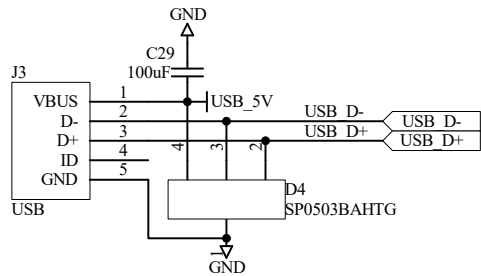 GND
C29
100uF
J3
VBUS 1 USB_5V
D- 2 USB_D- USB_D-
D+ 3 USB_D+ USB_D+
ID 4
GND 5
4 3 2
USB
D4
SP0503BAHTG
1
GND